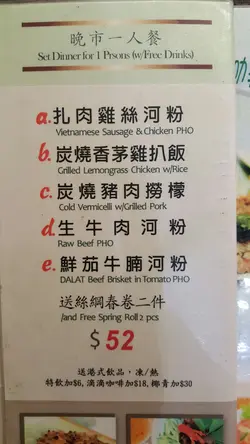 晚市一人餐
Set Dinner for 1 Prsons (w/Free Drinks)
a. 扎肉雞絲河粉
Vietnamese Sausage & Chicken PHO
b. 炭燒香茅雞扒飯
Grilled Lemongrass Chicken w/Rice
c. 炭燒豬肉撈檬
Cold Vermicelli w/Grilled Pork
d. 生牛肉河粉
Raw Beef PHO
e. 鮮茄牛腩河粉
DALAT Beef Brisket in Tomato PHO
送絲網春卷二件
/and Free Spring Roll 2 pcs
$52
送港式飲品，凍/熱
特飲加$6, 滴滴咖啡加$18, 椰青加$30